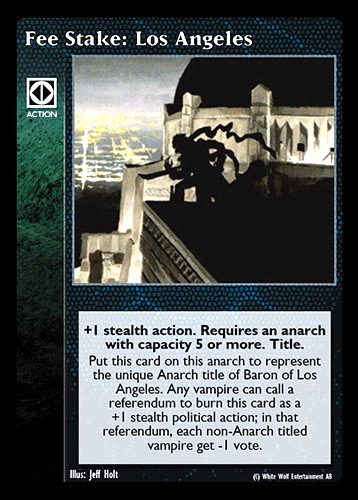 Fee Stake: Los Angeles
ACTION
+1 stealth action. Requires an anarch
with capacity 5 or more. Title.
Put this card on this anarch to represent
the unique Anarch title of Baron of Los
Angeles. Any vampire can call a
referendum to burn this card as a
+1 stealth political action; in that
referendum, each non-Anarch titled
vampire get -1 vote.
Illus: Jeff Holt
(C) White Wolf Entertainment AB